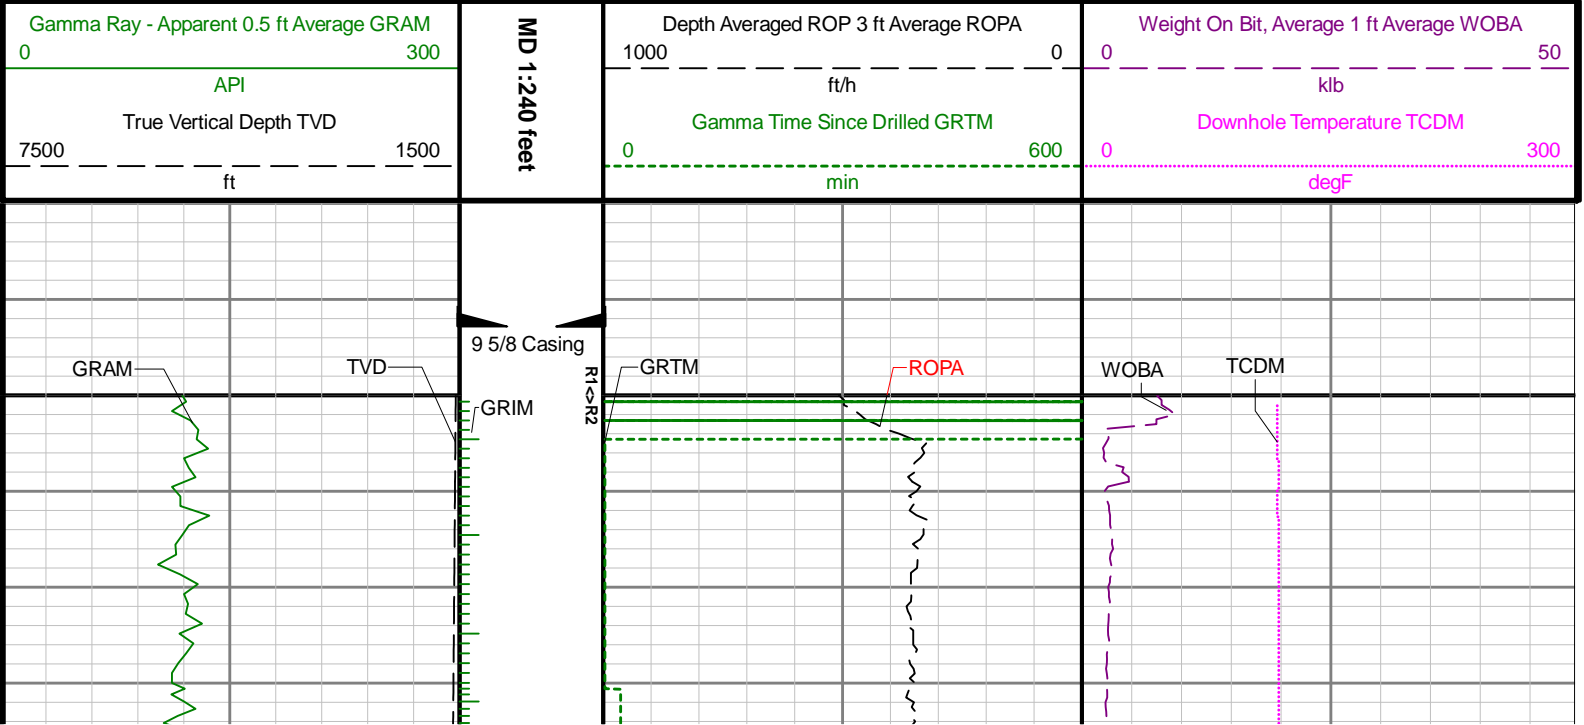 Gamma Ray - Apparent 0.5 ft Average GRAM
0 300
API
True Vertical Depth TVD
7500 1500
ft
MD 1:240 feet
Depth Averaged ROP 3 ft Average ROPA
1000 0
ft/h
Gamma Time Since Drilled GRTM
0 600
min
Weight On Bit, Average 1 ft Average WOBA
0 50
klb
Downhole Temperature TCDM
0 300
degF
9 5/8 Casing
GRAM
TVD
GRIM
R1<>R2
GRTM
ROPA
WOBA
TCDM